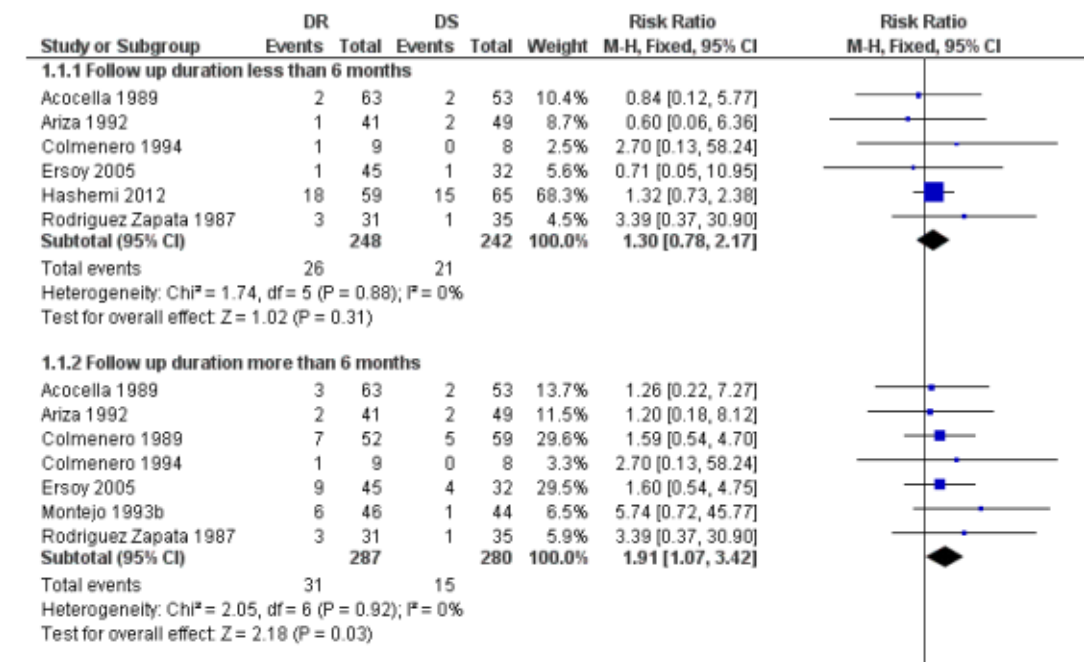 DR DS Risk Ratio Risk Ratio
Study or Subgroup Events Total Events Total Weight M-H, Fixed, 95% CI M-H, Fixed, 95% CI
1.1.1 Follow up duration less than 6 months
Acocella 1989 2 63 2 53 10.4% 0.84 [0.12, 5.77]
Ariza 1992 1 41 2 49 8.7% 0.60 [0.06, 6.36]
Colmenero 1994 1 9 0 8 2.5% 2.70 [0.13, 58.24]
Ersoy 2005 1 45 1 32 5.6% 0.71 [0.05, 10.95]
Hashemi 2012 18 59 15 65 68.3% 1.32 [0.73, 2.38]
Rodriguez Zapata 1987 3 31 1 35 4.5% 3.39 [0.37, 30.90]
Subtotal (95% CI) 248 242 100.0% 1.30 [0.78, 2.17]
Total events 26 21
Heterogeneity: Chi² = 1.74, df = 5 (P = 0.88); I² = 0%
Test for overall effect: Z = 1.02 (P = 0.31)
1.1.2 Follow up duration more than 6 months
Acocella 1989 3 63 2 53 13.7% 1.26 [0.22, 7.27]
Ariza 1992 2 41 2 49 11.5% 1.20 [0.18, 8.12]
Colmenero 1989 7 52 5 59 29.6% 1.59 [0.54, 4.70]
Colmenero 1994 1 9 0 8 3.3% 2.70 [0.13, 58.24]
Ersoy 2005 9 45 4 32 29.5% 1.60 [0.54, 4.75]
Montejo 1993b 6 46 1 44 6.5% 5.74 [0.72, 45.77]
Rodriguez Zapata 1987 3 31 1 35 5.9% 3.39 [0.37, 30.90]
Subtotal (95% CI) 287 280 100.0% 1.91 [1.07, 3.42]
Total events 31 15
Heterogeneity: Chi² = 2.05, df = 6 (P = 0.92); I² = 0%
Test for overall effect: Z = 2.18 (P = 0.03)